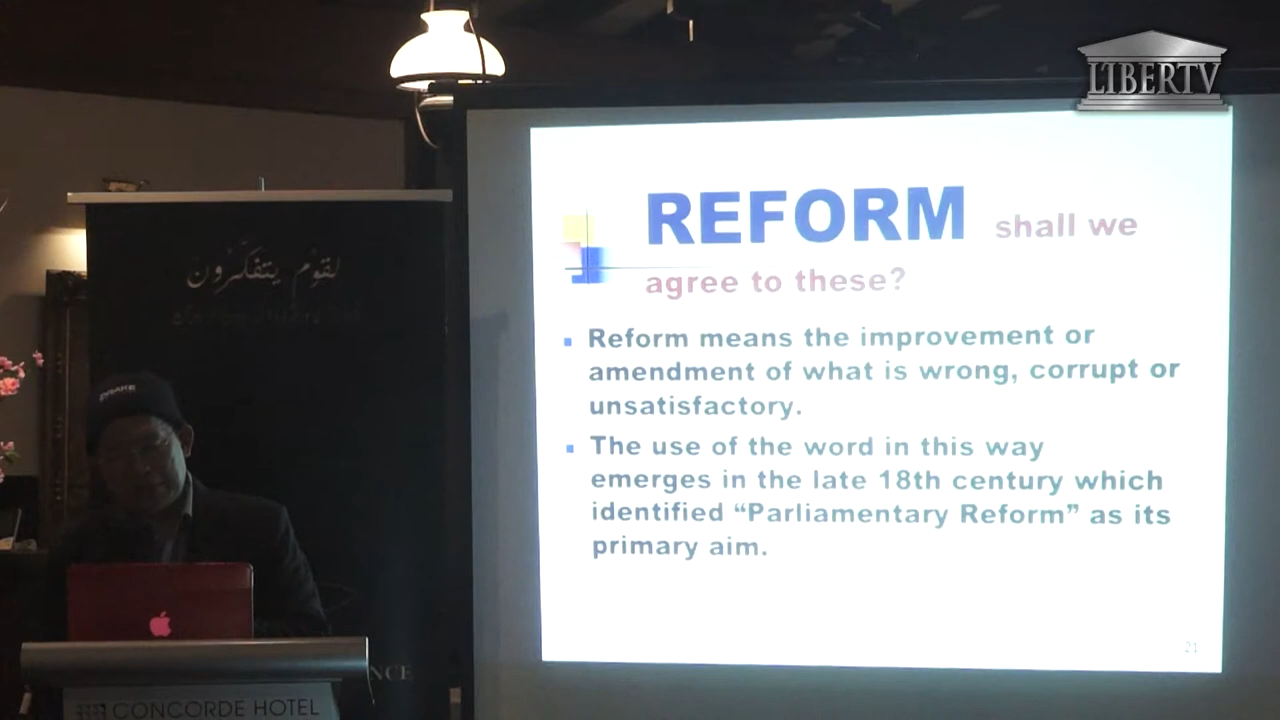 LIBERTV
REFORM shall we
agree to these?
Reform means the improvement or
amendment of what is wrong, corrupt or
unsatisfactory.
The use of the word in this way
emerges in the late 18th century which
identified “Parliamentary Reform” as its
primary aim.
21
لقوم يتفكرون
DRAKE
NCE
CONCORDE HOTEL